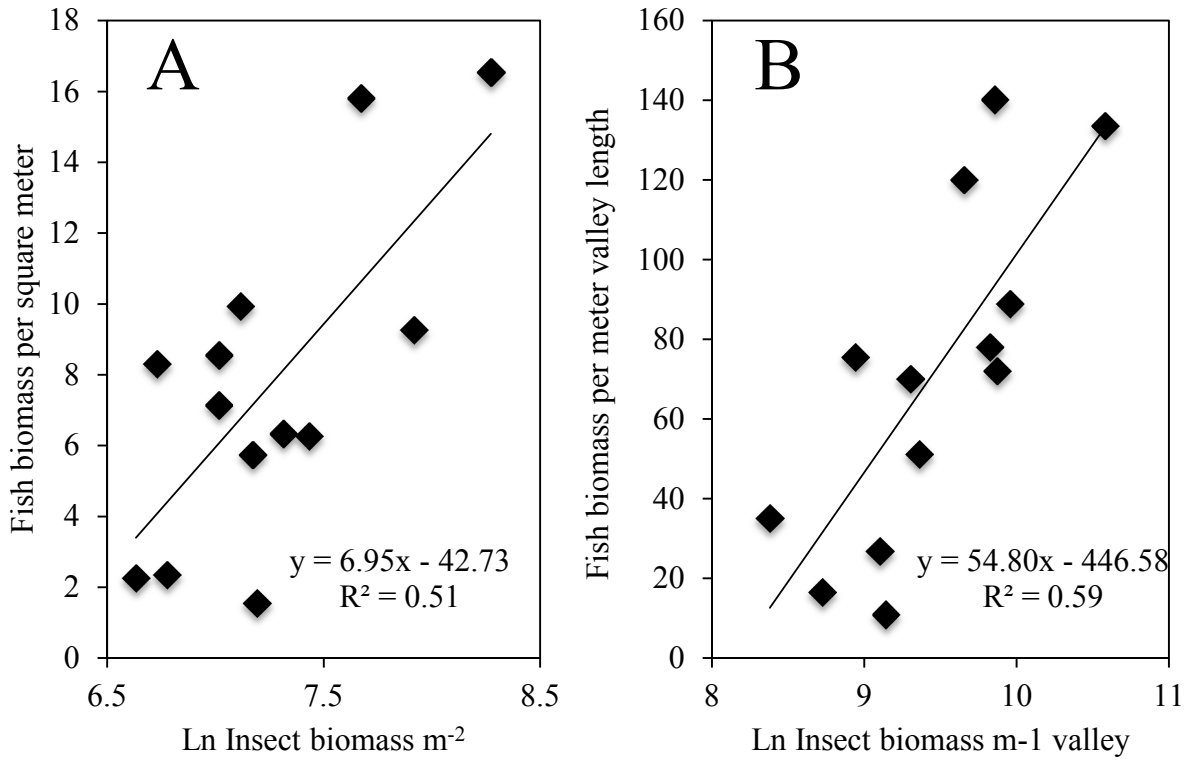 A
Fish biomass per square meter
18
16
14
12
10
8
6
4
2
0
y = 6.95x - 42.73
R² = 0.51
6.5 7.5 8.5
Ln Insect biomass m⁻²
B
Fish biomass per meter valley length
160
140
120
100
80
60
40
20
0
y = 54.80x - 446.58
R² = 0.59
8 9 10 11
Ln Insect biomass m-1 valley